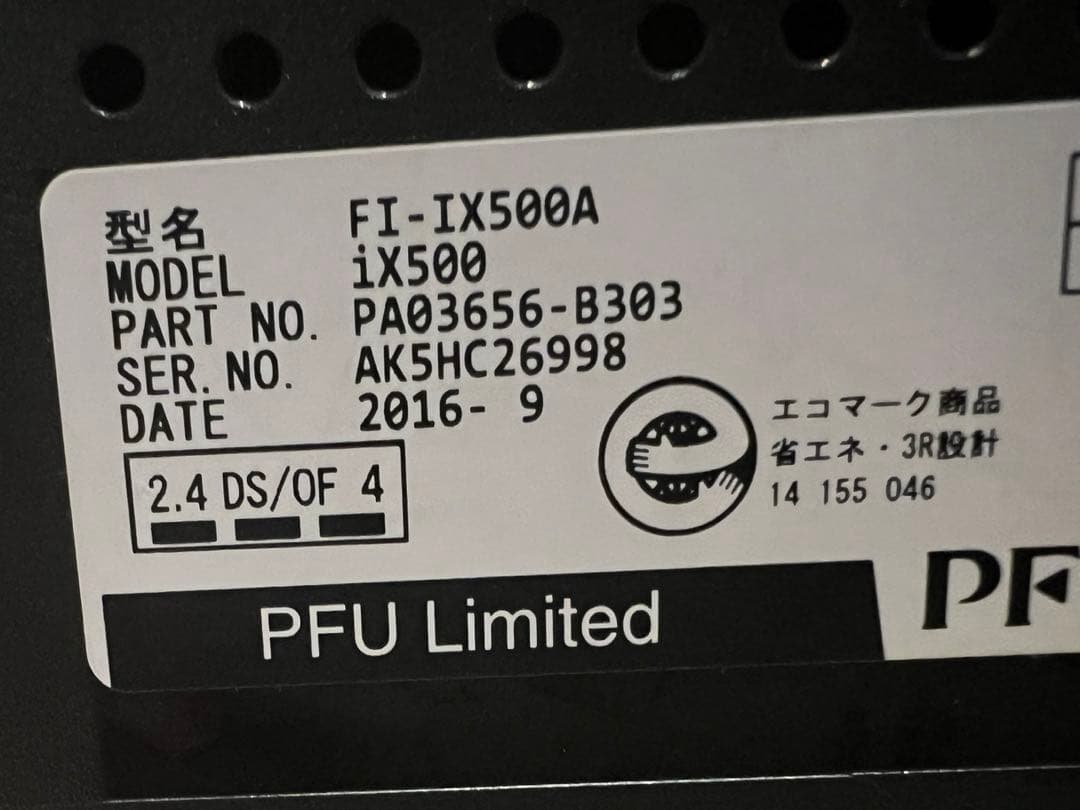 型名 FI-IX500A
MODEL iX500
PART NO. PA03656-B303
SER. NO. AK5HC26998
DATE 2016- 9
2.4 DS/OF 4
エコマーク商品
省エネ・3R設計
14 155 046
PFU Limited
PF